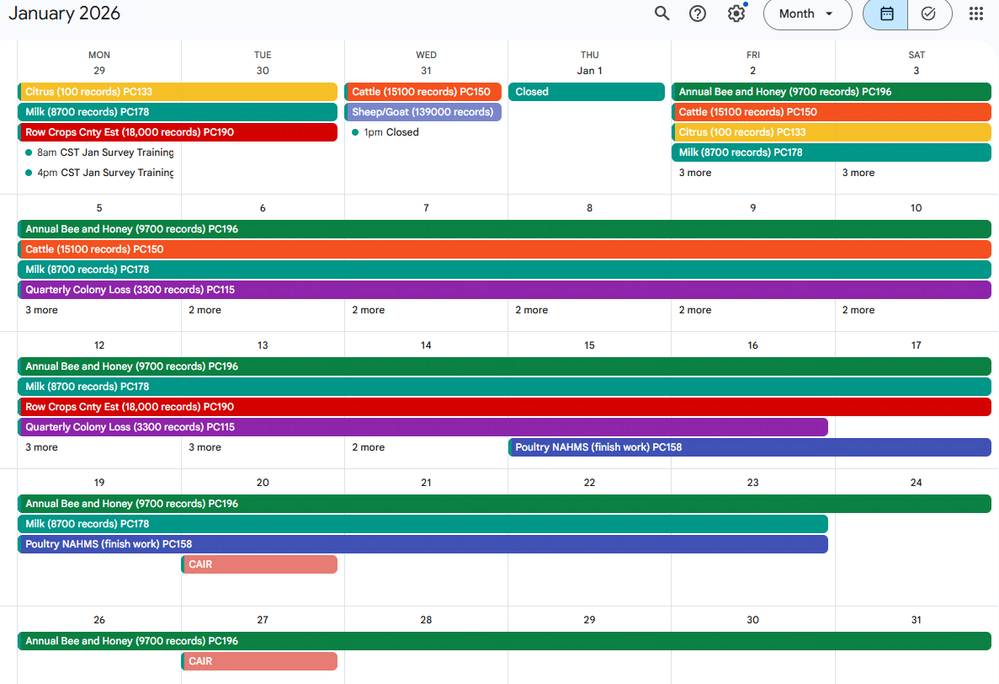 January 2026
Month
MON TUE WED THU FRI SAT
29 30 31 Jan 1 2 3
Citrus (100 records) PC133 Cattle (15100 records) PC150 Closed Annual Bee and Honey (9700 records) PC196
Milk (8700 records) PC178 Sheep/Goat (139000 records) Cattle (15100 records) PC150
Row Crops Cnty Est (18,000 records) PC190 1pm Closed Citrus (100 records) PC133
8am CST Jan Survey Training Milk (8700 records) PC178
4pm CST Jan Survey Training 3 more 3 more
5 6 7 8 9 10
Annual Bee and Honey (9700 records) PC196
Cattle (15100 records) PC150
Milk (8700 records) PC178
Quarterly Colony Loss (3300 records) PC115
3 more 2 more 2 more 2 more 2 more 2 more
12 13 14 15 16 17
Annual Bee and Honey (9700 records) PC196
Milk (8700 records) PC178
Row Crops Cnty Est (18,000 records) PC190
Quarterly Colony Loss (3300 records) PC115
3 more 3 more 2 more Poultry NAHMS (finish work) PC158
19 20 21 22 23 24
Annual Bee and Honey (9700 records) PC196
Milk (8700 records) PC178
Poultry NAHMS (finish work) PC158
CAIR
26 27 28 29 30 31
Annual Bee and Honey (9700 records) PC196
CAIR